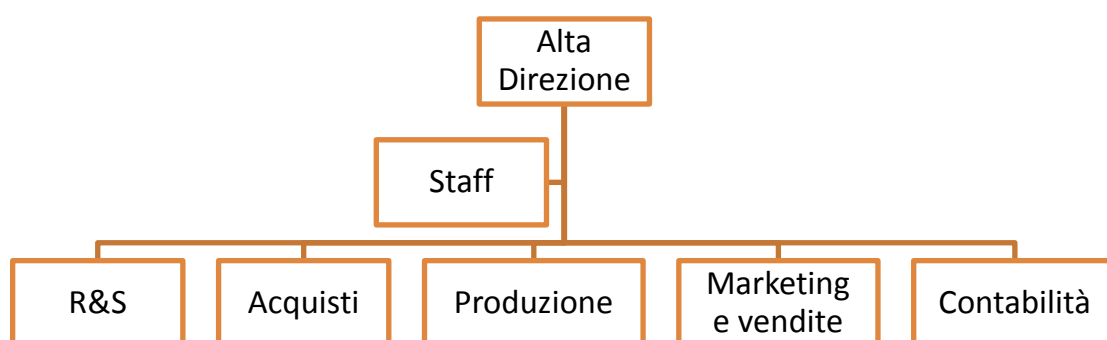 Alta
Direzione
Staff
R&S
Acquisti
Produzione
Marketing
e vendite
Contabilità